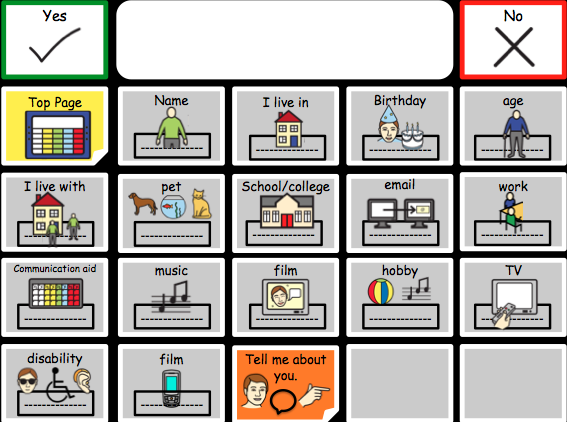 Yes
No
Top Page
Name
I live in
Birthday
age
I live with
pet
School/college
email
work
Communication aid
music
film
hobby
TV
disability
film
Tell me about
you.